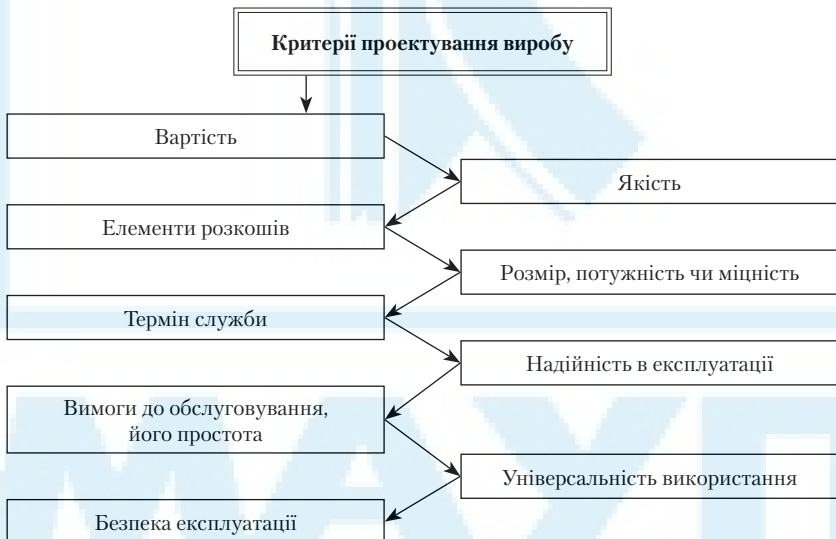 Критерії проектування виробу
Вартість
Якість
Елементи розкошів
Розмір, потужність чи міцність
Термін служби
Надійність в експлуатації
Вимоги до обслуговування,
його простота
Універсальність використання
Безпека експлуатації
МАУП